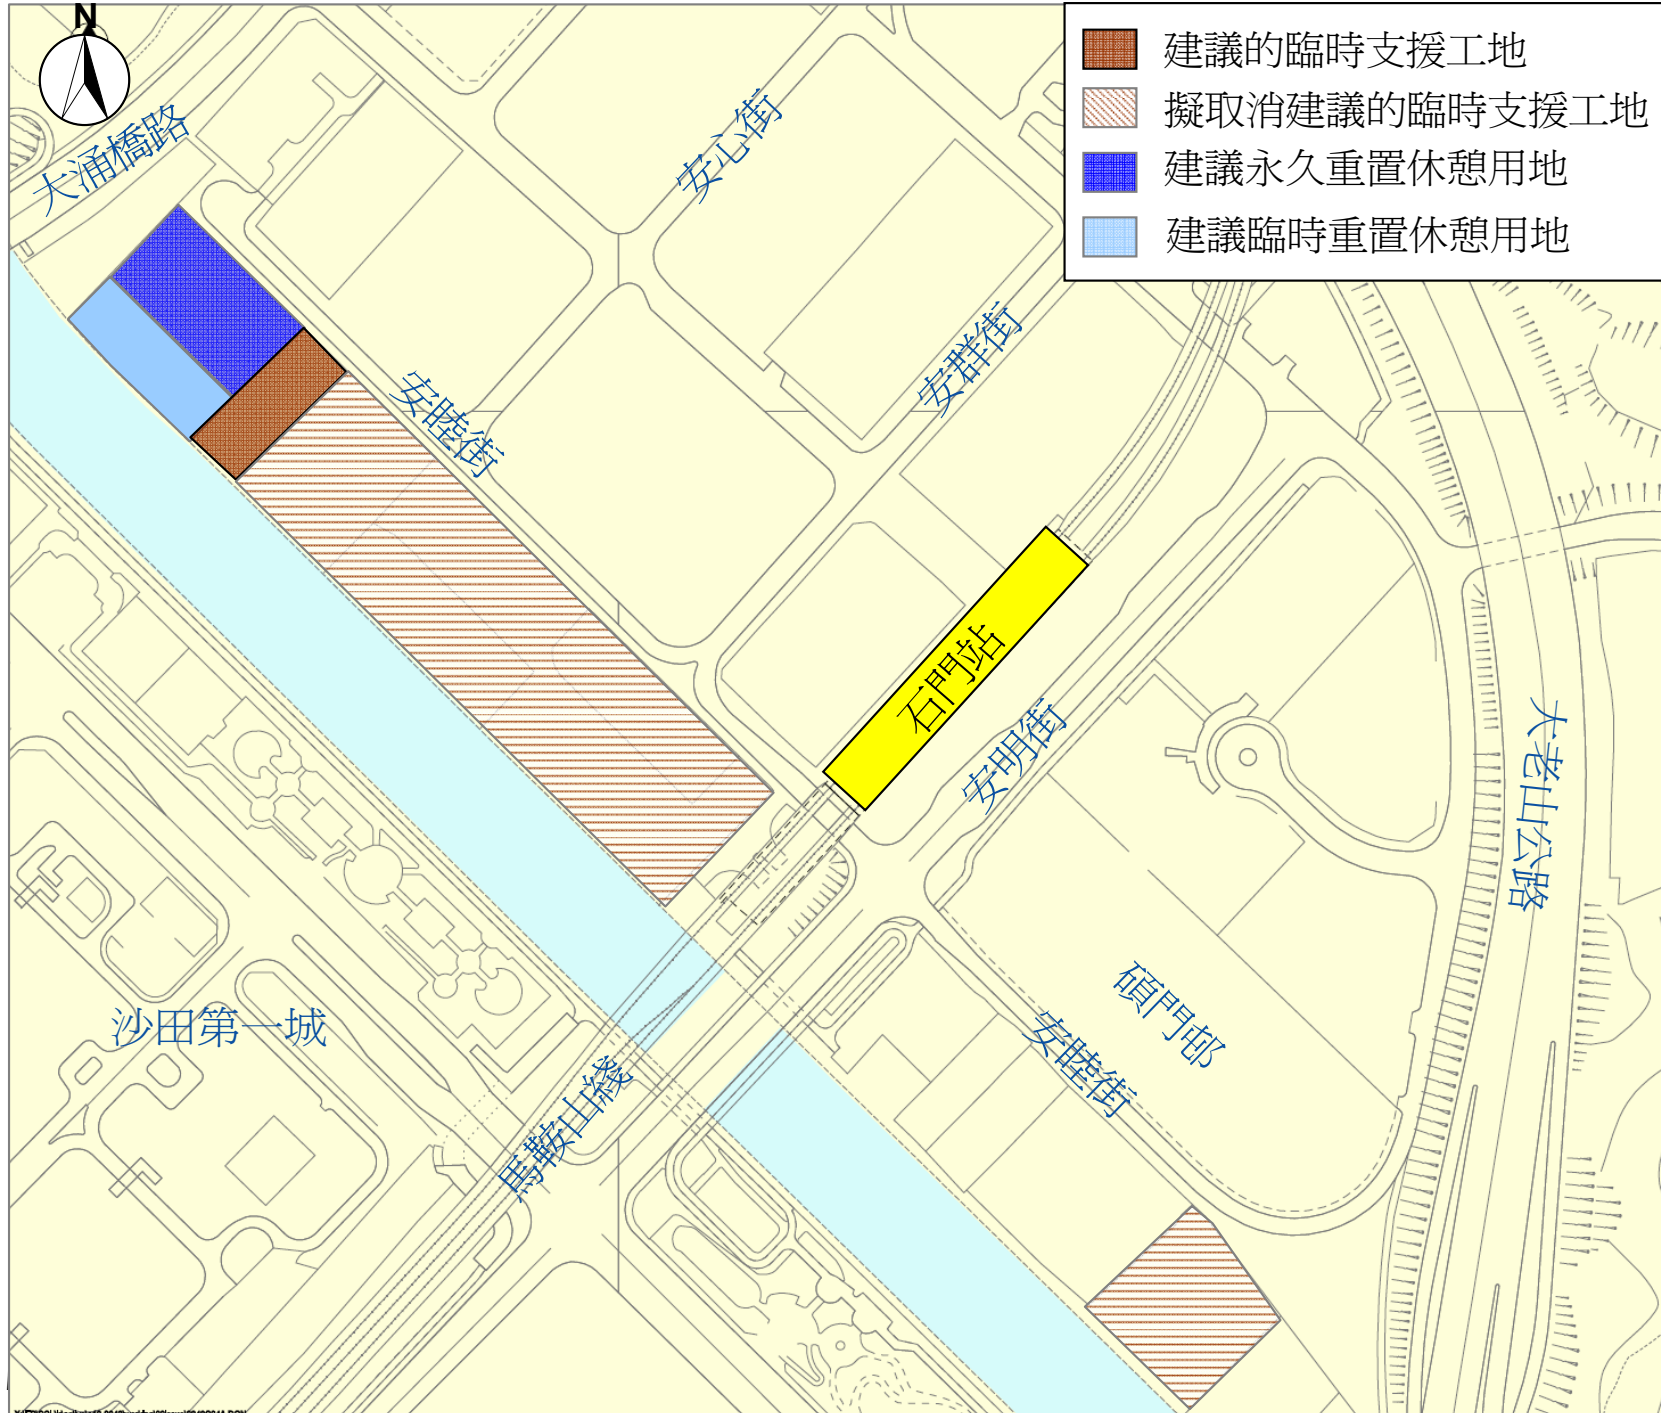 N
建議的臨時支援工地
擬取消建議的臨時支援工地
建議永久重置休憩用地
建議臨時重置休憩用地
大涌橋路
安心街
安群街
安睦街
石門站
安明街
大老山公路
碩門邨
安睦街
沙田第一城
馬鞍山綫